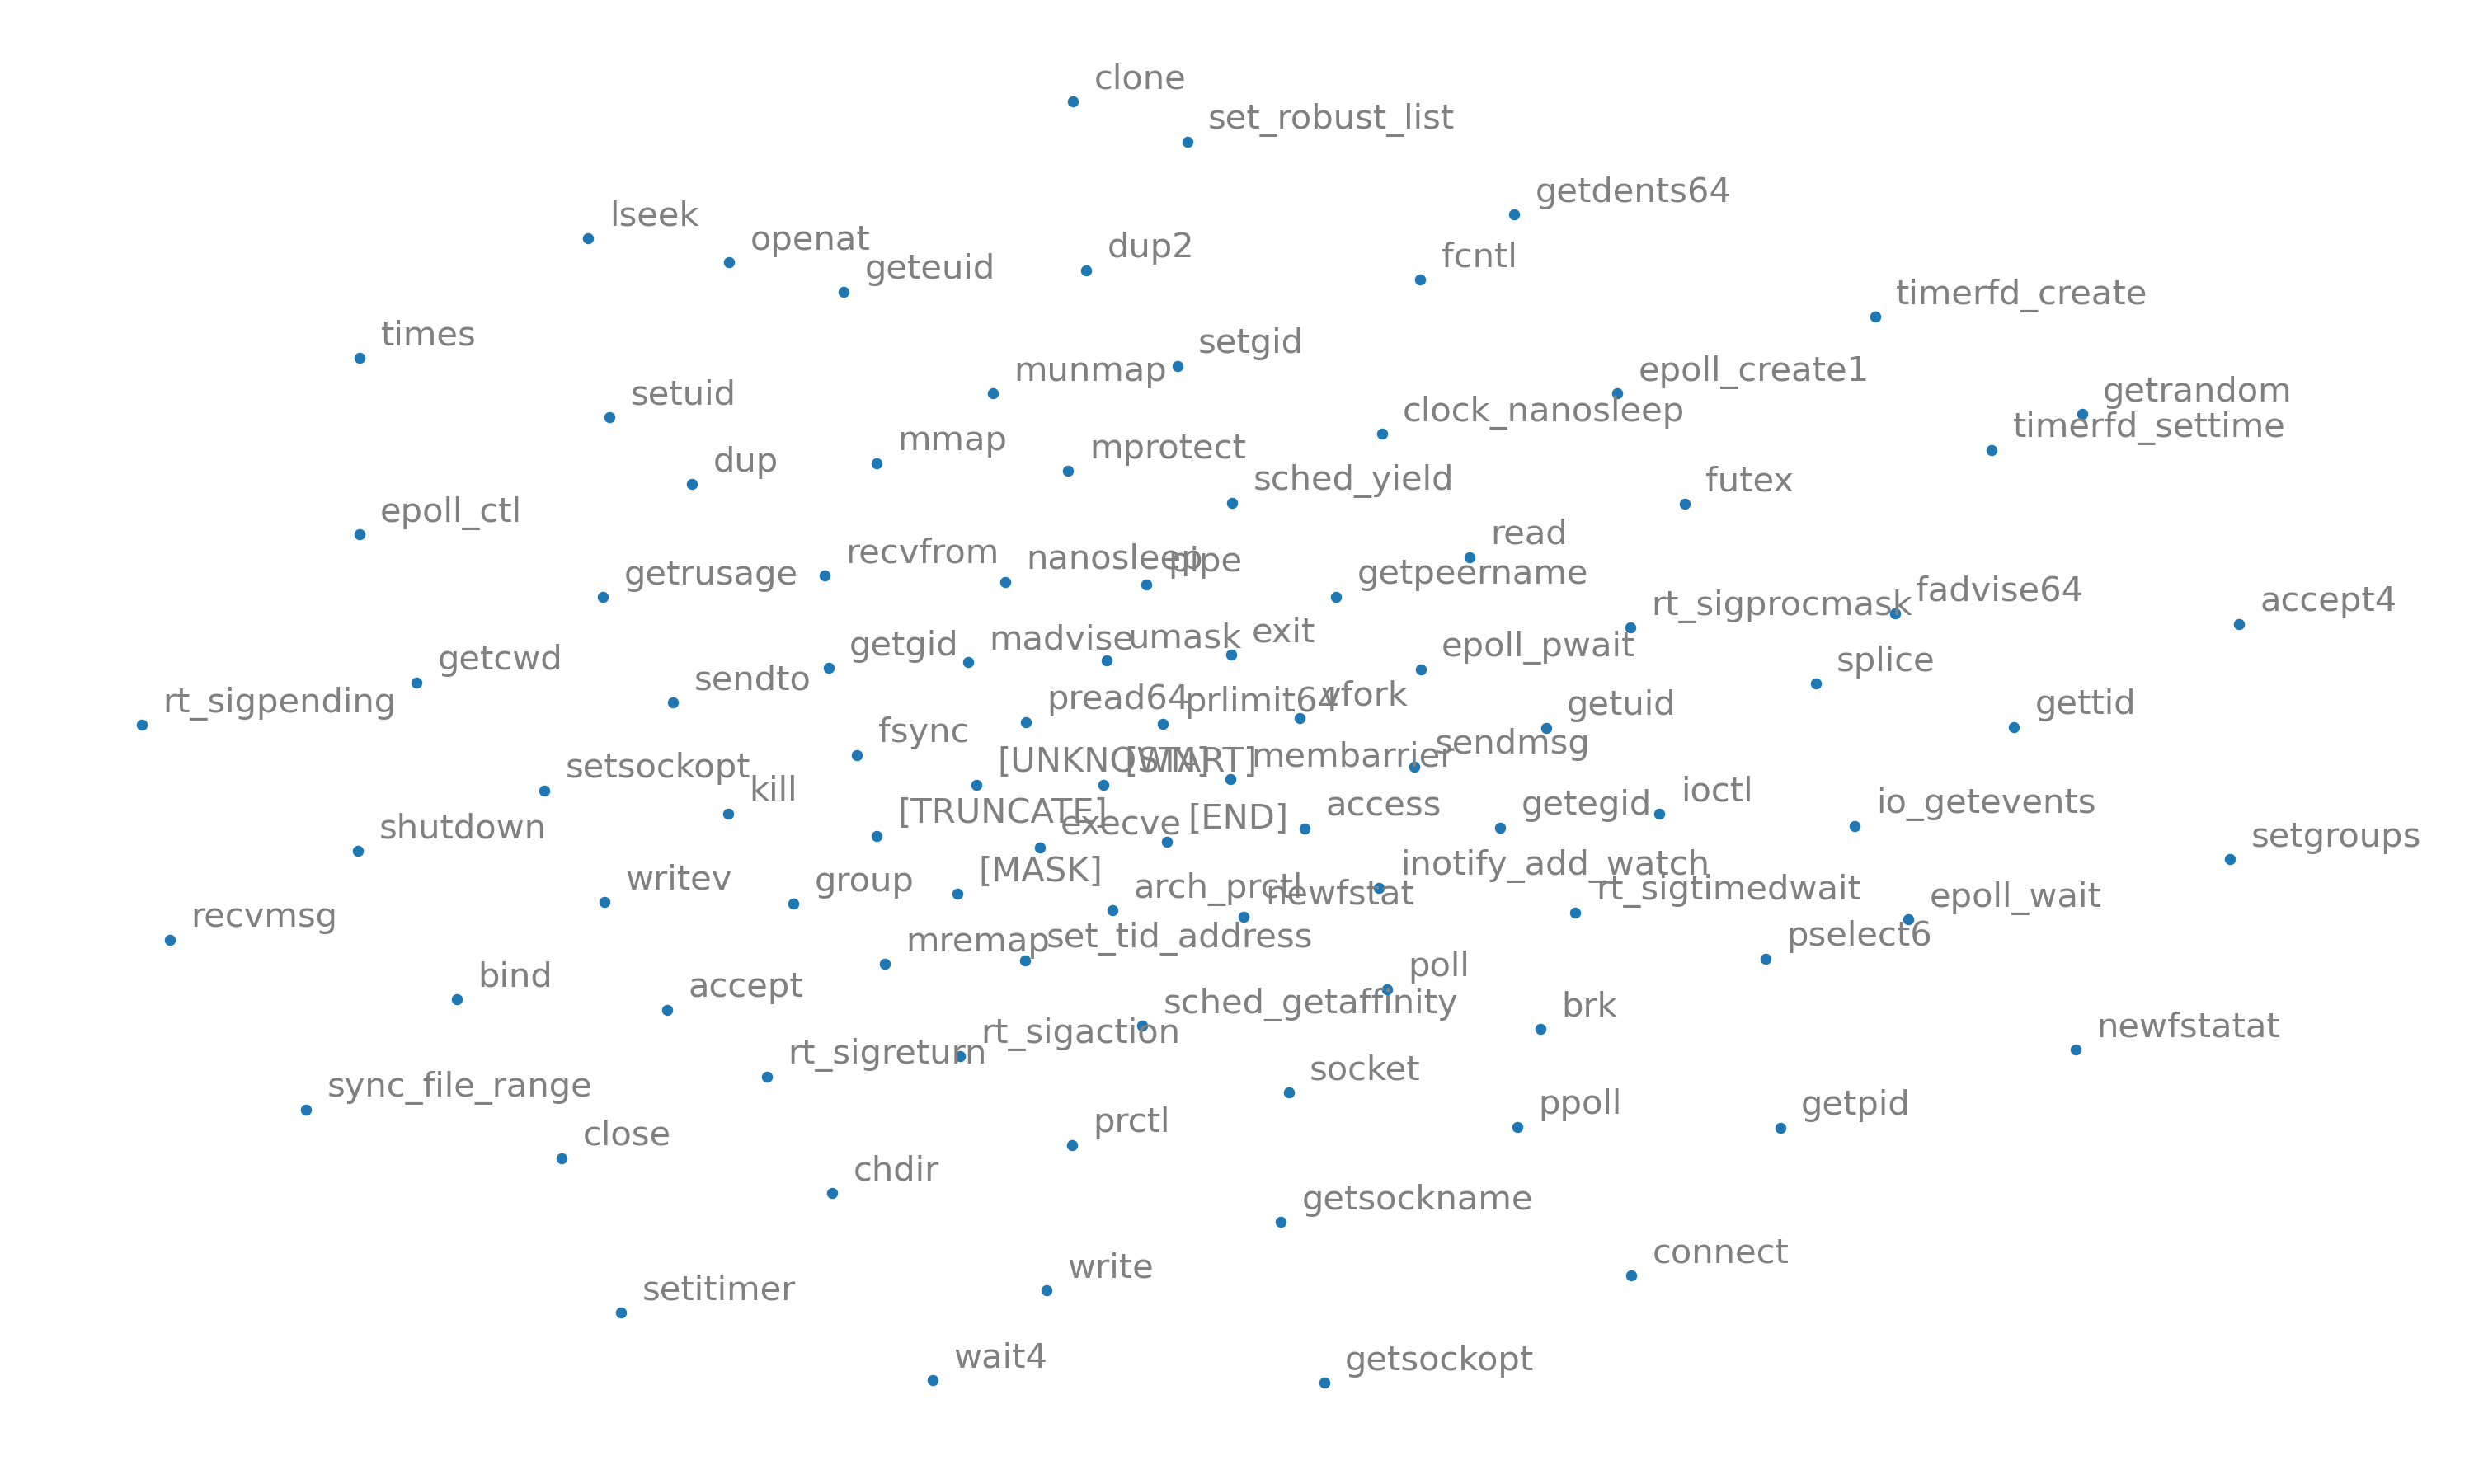 clone
set_robust_list
getdents64
lseek
openat
dup2
fcntl
geteuid
timerfd_create
times
setgid
munmap
epoll_create1
setuid
getrandom
clock_nanosleep
timerfd_settime
mmap
mprotect
dup
sched_yield
futex
epoll_ctl
read
recvfrom
nanosleep
pipe
getrusage
getpeername
fadvise64
accept4
rt_sigprocmask
exit
umask
madvise
getgid
epoll_pwait
getcwd
splice
sendto
vfork
pread64
prlimit64
rt_sigpending
getuid
gettid
fsync
sendmsg
membarrier
[UNKNOWN]
[START]
setsockopt
kill
ioctl
io_getevents
getegid
access
[TRUNCATE]
[END]
execve
shutdown
setgroups
inotify_add_watch
[MASK]
writev
group
arch_prctl
newfstat
rt_sigtimedwait
epoll_wait
recvmsg
pselect6
mremap
set_tid_address
poll
bind
accept
sched_getaffinity
brk
newfstatat
rt_sigaction
rt_sigreturn
socket
sync_file_range
ppoll
getpid
prctl
close
chdir
getsockname
connect
write
setitimer
wait4
getsockopt